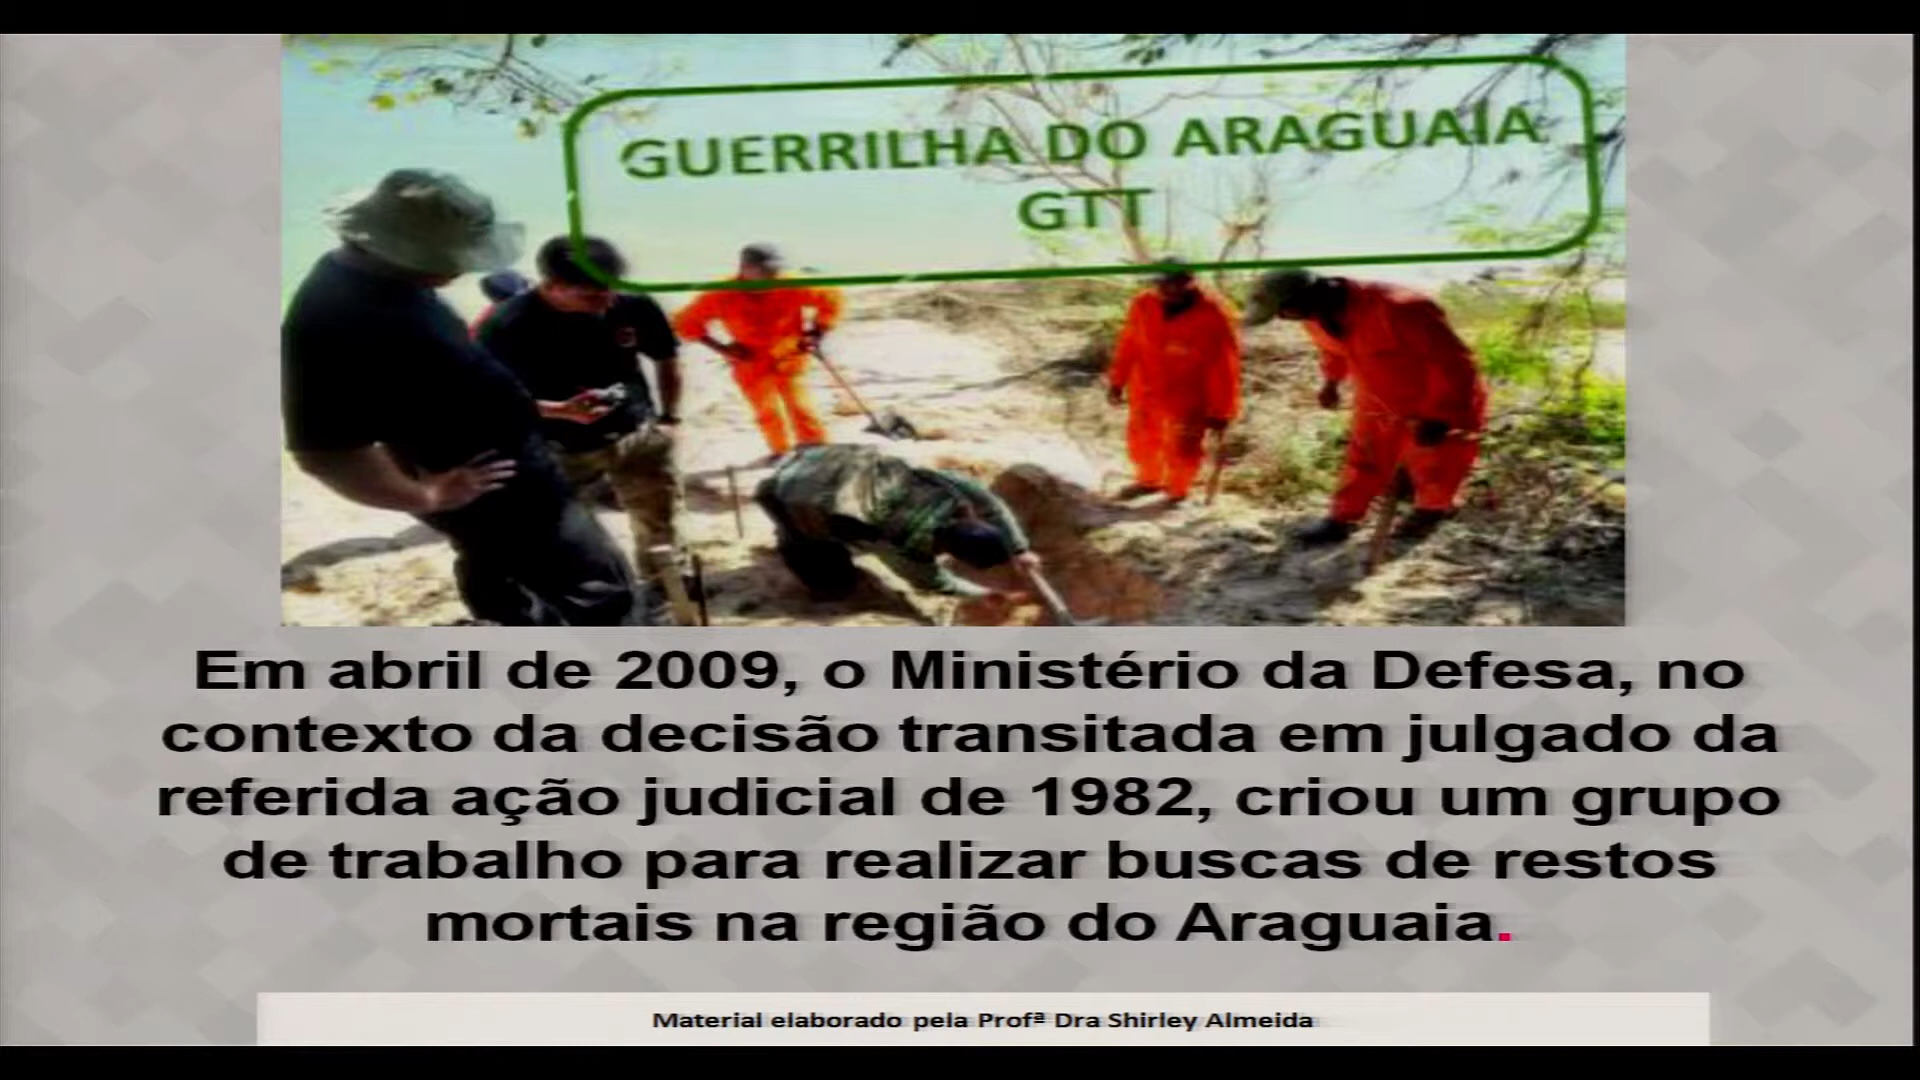 GUERRILHA DO ARAGUAIA
GTT
Em abril de 2009, o Ministério da Defesa, no
contexto da decisão transitada em julgado da
referida ação judicial de 1982, criou um grupo
de trabalho para realizar buscas de restos
mortais na região do Araguaia.
Material elaborado pela Profª Dra Shirley Almeida